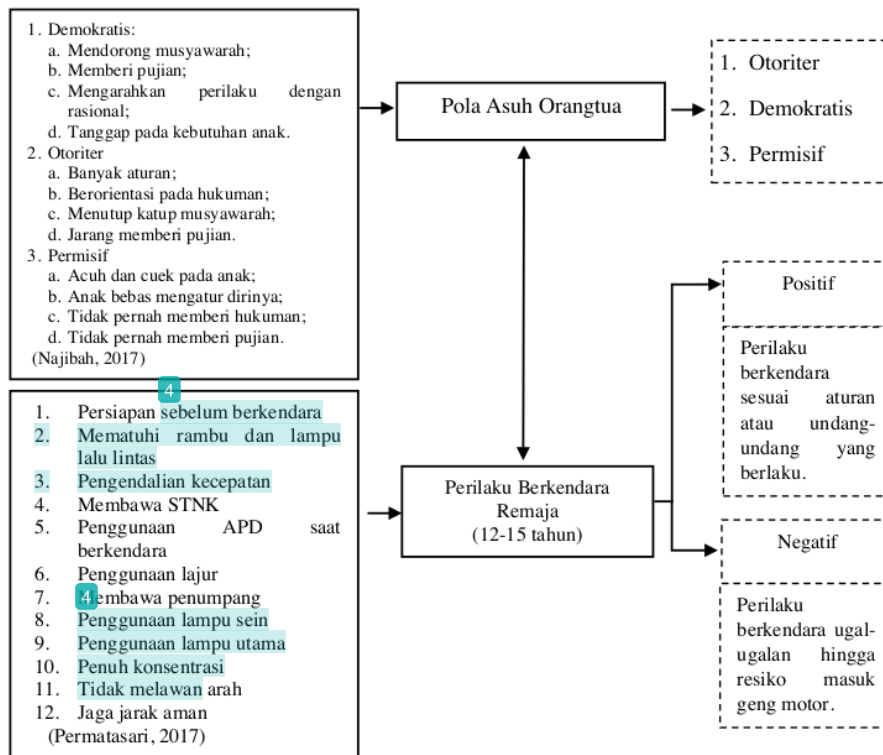 1. Demokratis:
a. Mendorong musyawarah;
b. Memberi pujian;
c. Mengarahkan perilaku dengan
rasional;
d. Tanggap pada kebutuhan anak.
2. Otoriter
a. Banyak aturan;
b. Berorientasi pada hukuman;
c. Menutup katup musyawarah;
d. Jarang memberi pujian.
3. Permisif
a. Acuh dan cuek pada anak;
b. Anak bebas mengatur dirinya;
c. Tidak pernah memberi hukuman;
d. Tidak pernah memberi pujian.
(Najibah, 2017)
Pola Asuh Orangtua
1. Otoriter
2. Demokratis
3. Permisif
4
1. Persiapan sebelum berkendara
2. Mematuhi rambu dan lampu
lalu lintas
3. Pengendalian kecepatan
4. Membawa STNK
5. Penggunaan APD saat
berkendara
6. Penggunaan lajur
7. 4embawa penumpang
8. Penggunaan lampu sein
9. Penggunaan lampu utama
10. Penuh konsentrasi
11. Tidak melawan arah
12. Jaga jarak aman
(Permatasari, 2017)
Perilaku Berkendara
Remaja
(12-15 tahun)
Positif
Perilaku
berkendara
sesuai aturan
atau undang-
undang yang
berlaku.
Negatif
Perilaku
berkendara ugal-
ugalan hingga
resiko masuk
geng motor.